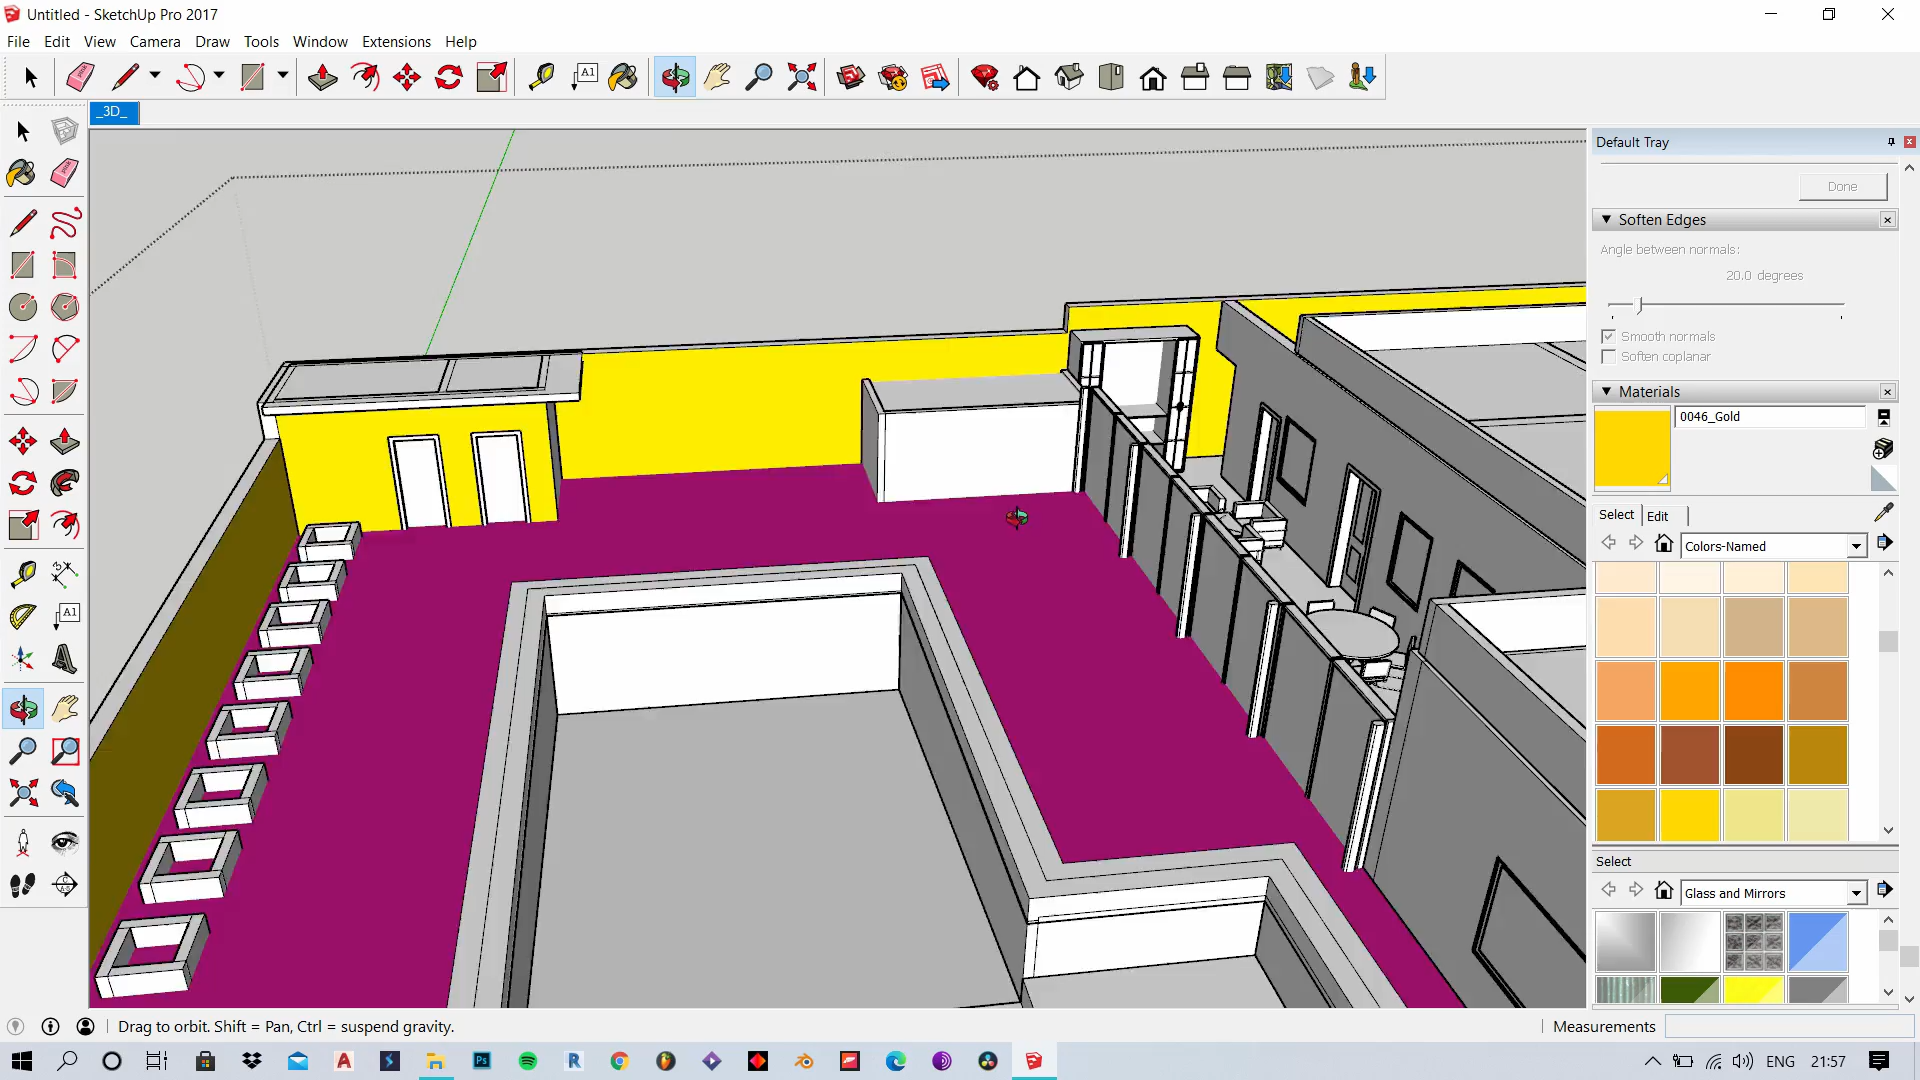 Untitled - SketchUp Pro 2017
File Edit View Camera Draw Tools Window Extensions Help
A1
_3D_
Default Tray
Done
Soften Edges
Angle between normals:
20.0 degrees
Smooth normals
Soften coplanar
Materials
0046_Gold
Select Edit
Colors-Named
A1
Select
Glass and Mirrors
Drag to orbit. Shift = Pan, Ctrl = suspend gravity.
Measurements
ENG 21:57